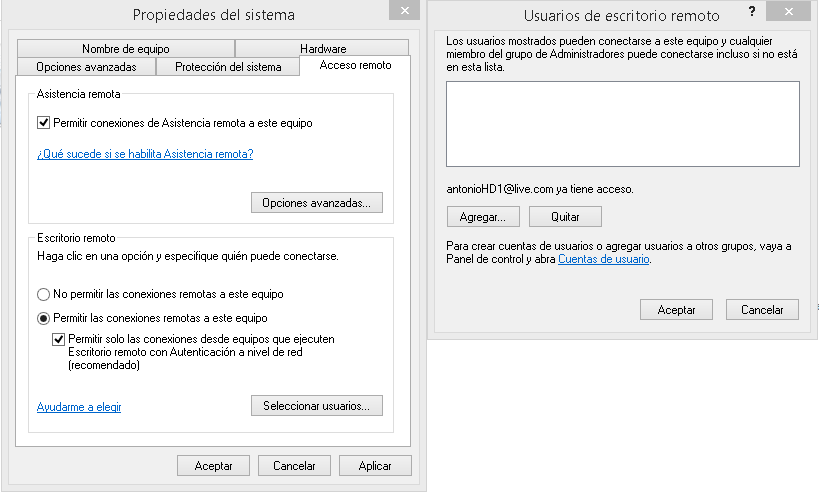 Propiedades del sistema
Nombre de equipo
Hardware
Opciones avanzadas
Protección del sistema
Acceso remoto
Asistencia remota
Permitir conexiones de Asistencia remota a este equipo
¿Qué sucede si se habilita Asistencia remota?
Opciones avanzadas...
Escritorio remoto
Haga clic en una opción y especifique quién puede conectarse.
No permitir las conexiones remotas a este equipo
Permitir las conexiones remotas a este equipo
Permitir solo las conexiones desde equipos que ejecuten
Escritorio remoto con Autenticación a nivel de red
(recomendado)
Ayudarme a elegir
Seleccionar usuarios...
Aceptar
Cancelar
Aplicar
Usuarios de escritorio remoto
?
Los usuarios mostrados pueden conectarse a este equipo y cualquier
miembro del grupo de Administradores puede conectarse incluso si no está
en esta lista.
antonioHD1@live.com ya tiene acceso.
Agregar...
Quitar
Para crear cuentas de usuarios o agregar usuarios a otros grupos, vaya a
Panel de control y abra Cuentas de usuario.
Aceptar
Cancelar